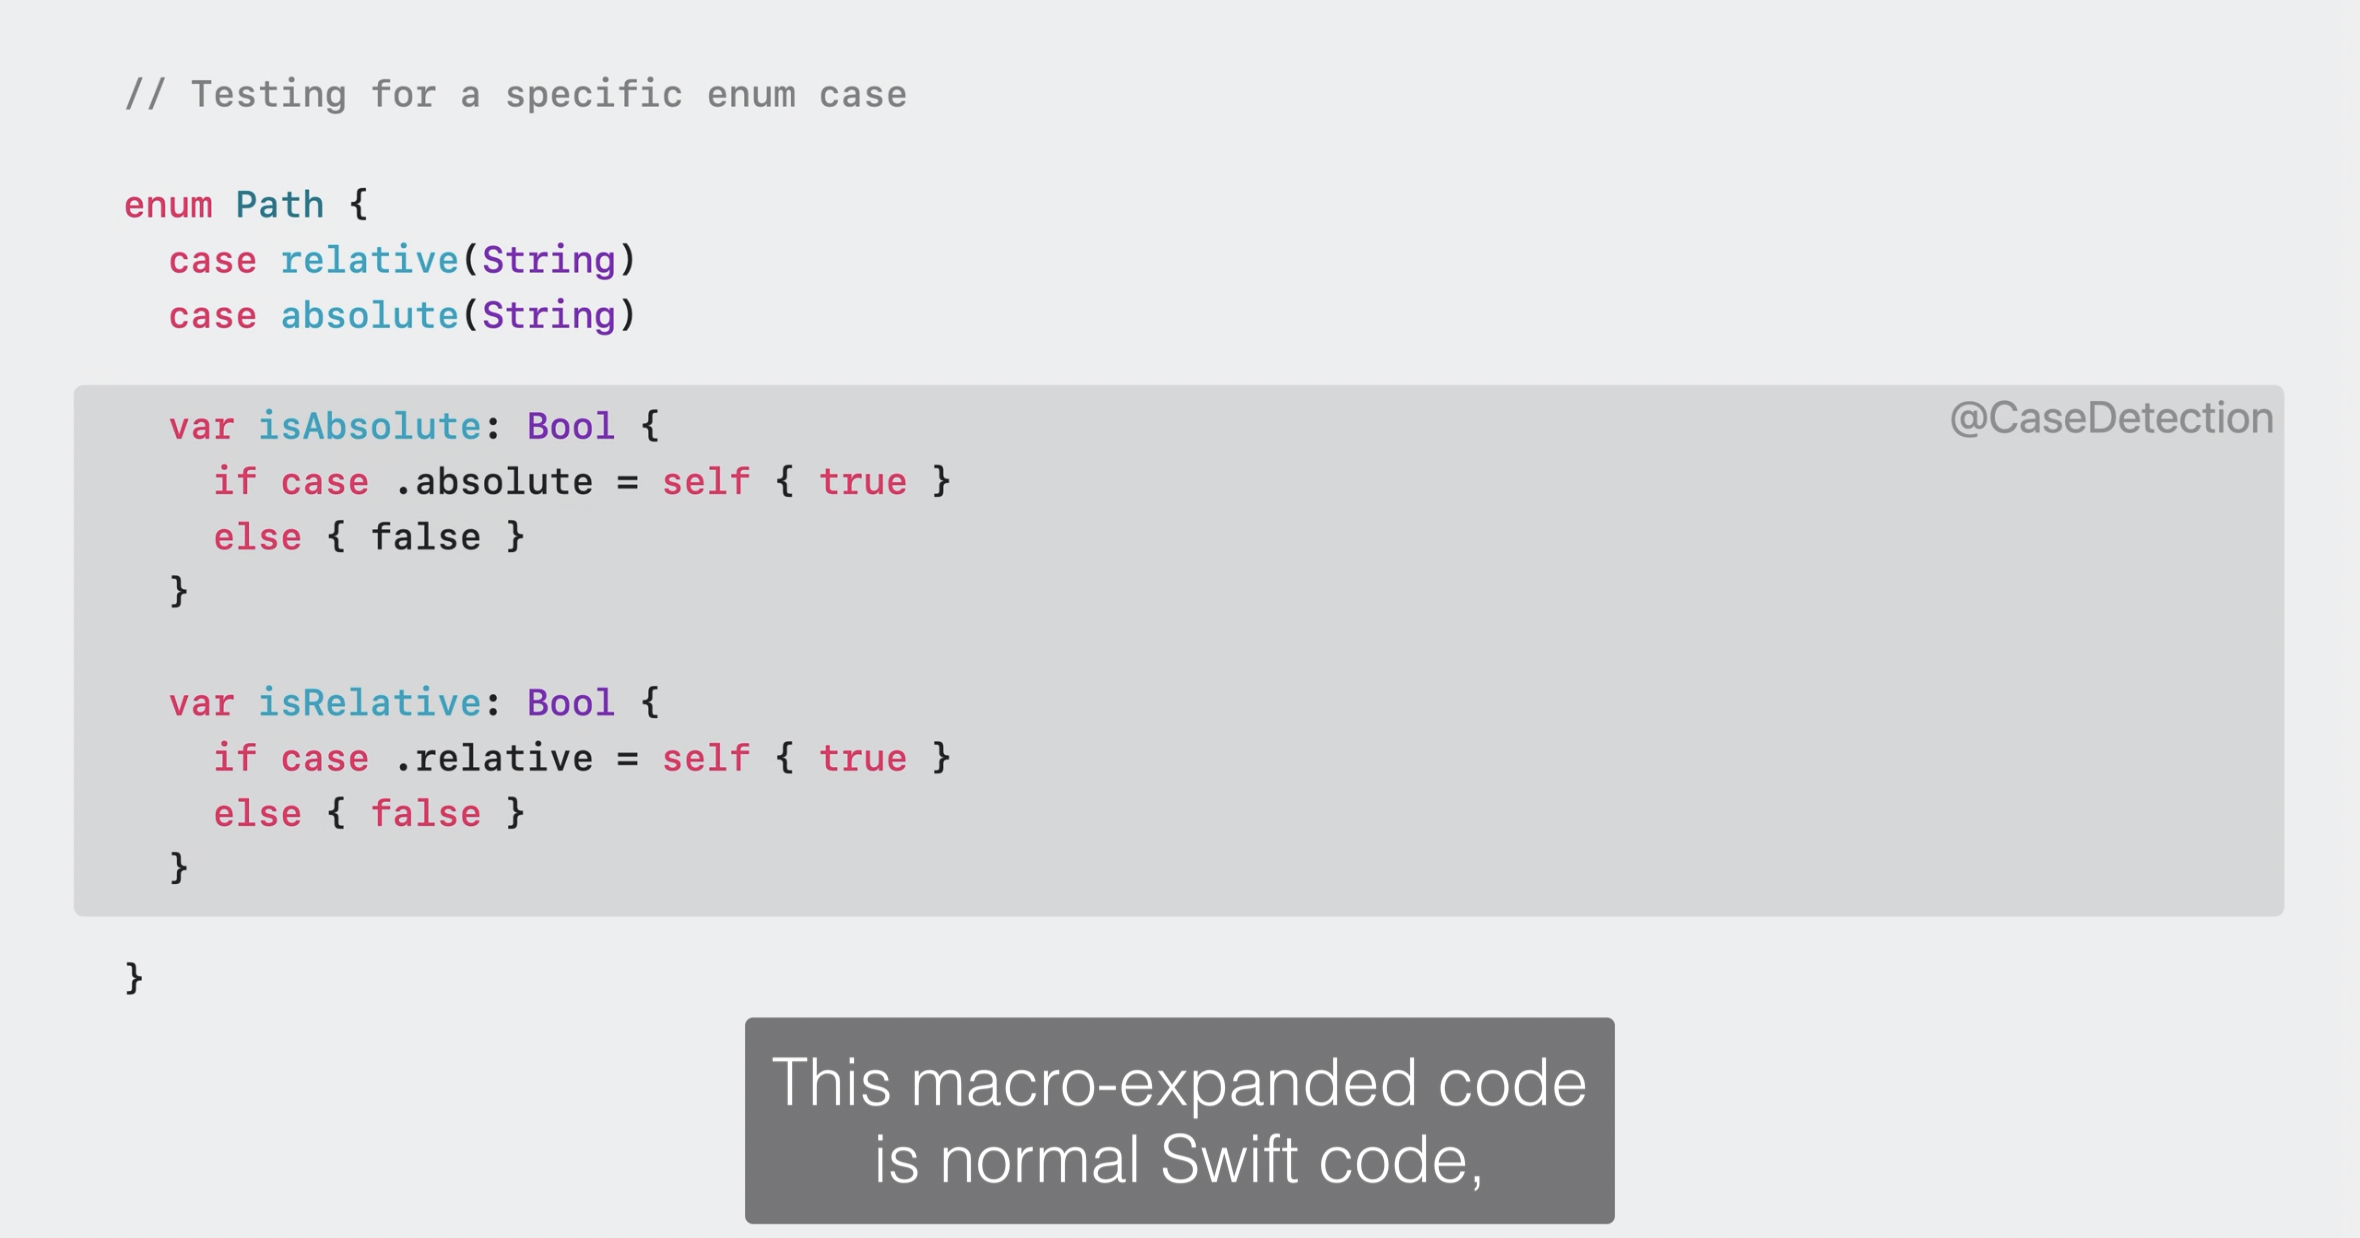 // Testing for a specific enum case
enum Path {
  case relative(String)
  case absolute(String)
@CaseDetection
  var isAbsolute: Bool {
    if case .absolute = self { true }
    else { false }
  }
  var isRelative: Bool {
    if case .relative = self { true }
    else { false }
  }
}
This macro-expanded code
is normal Swift code,